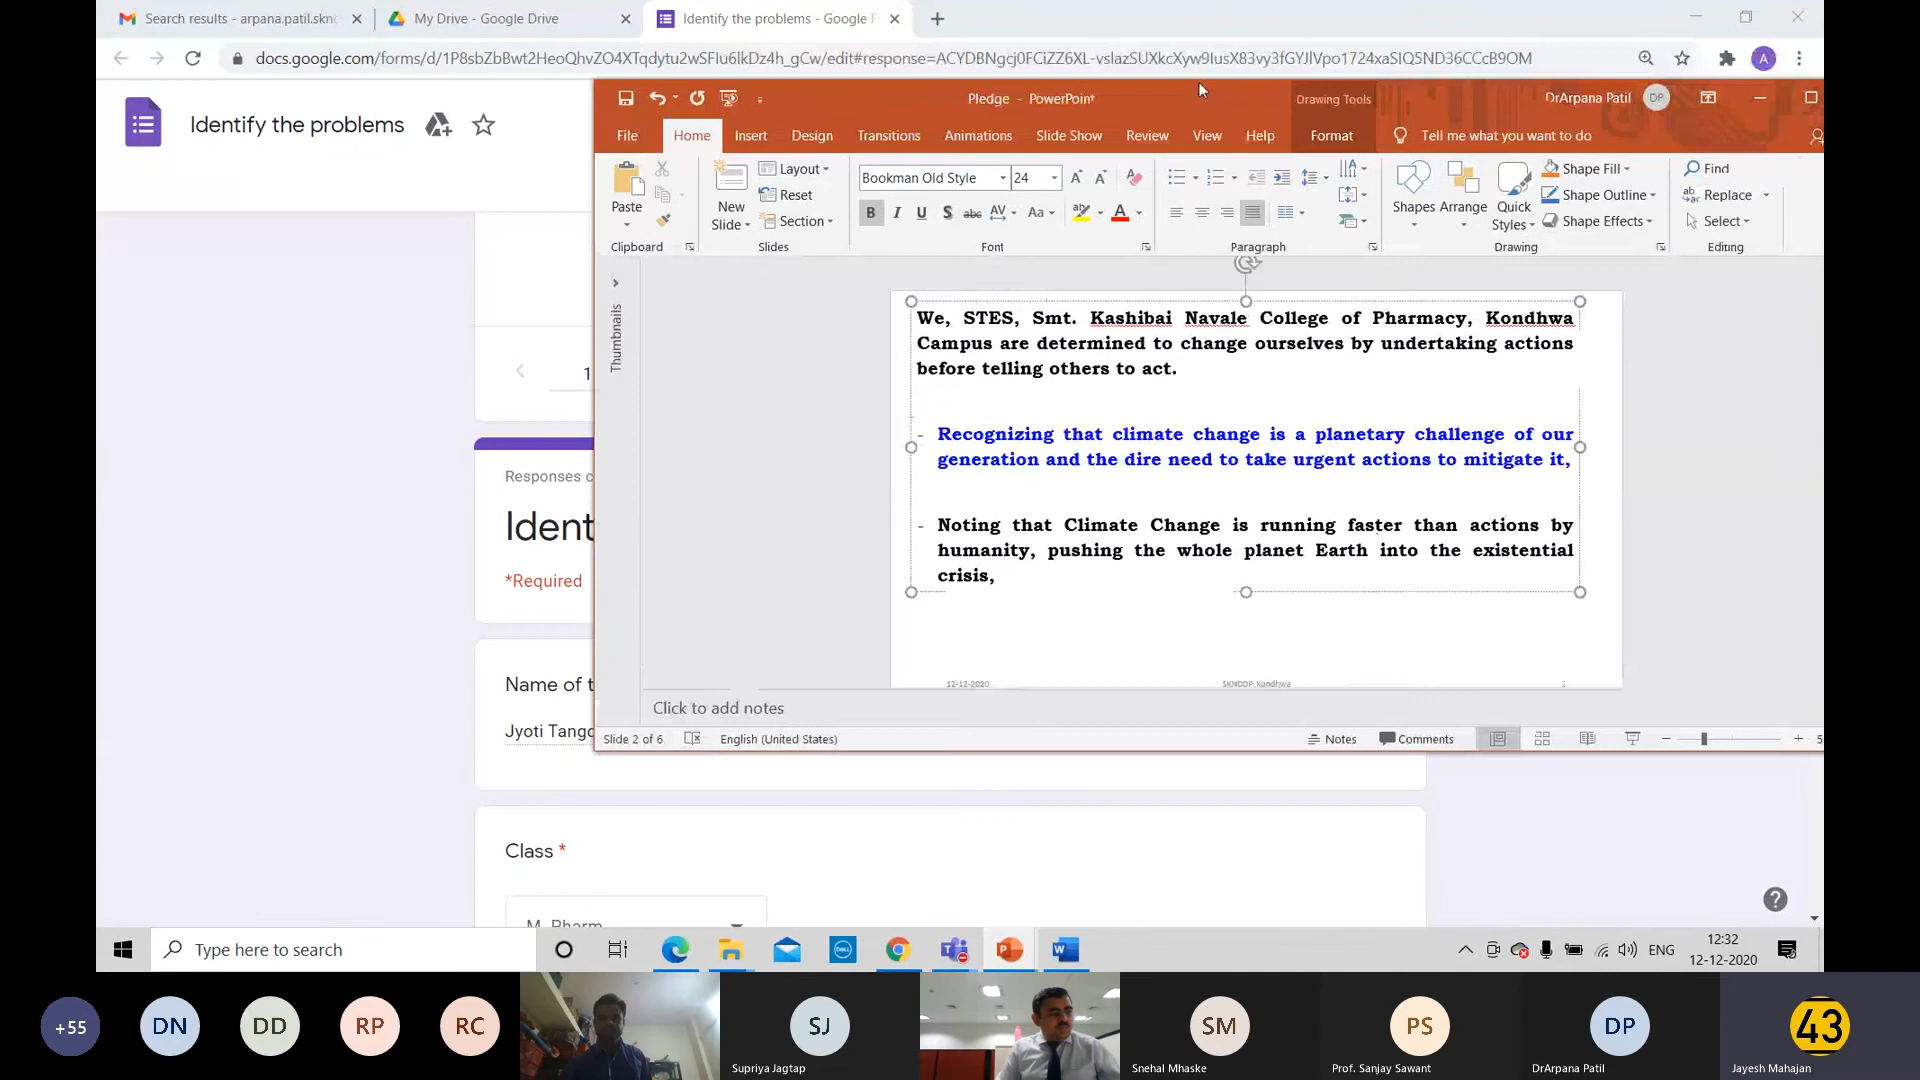 Search results - arpana.patil.sknc
My Drive - Google Drive
Identify the problems - Google F
docs.google.com/forms/d/1P8sbZbBwt2HeoQhvZO4XTqdytu2wSFIu6lkDz4h_gCw/edit#response=ACYDBNgcj0FCiZZ6XL-vslazSUXkcXyw9IusX83vy3fGYJlVpo1724xaSlQ5ND36CCcB9OM
A
Identify the problems
Pledge - PowerPoint
Drawing Tools
DrArpana Patil DP
File Home Insert Design Transitions Animations Slide Show Review View Help Format Tell me what you want to do
Paste
Clipboard
New Slide
Layout
Reset
Section
Slides
Bookman Old Style 24
B I U S abc AV Aa A
Font
Paragraph
Shapes Arrange Quick Styles
Shape Fill
Shape Outline
Shape Effects
Drawing
Find
Replace
Select
Editing
Thumbnails
We, STES, Smt. Kashibai Navale College of Pharmacy, Kondhwa
Campus are determined to change ourselves by undertaking actions
before telling others to act.
- Recognizing that climate change is a planetary challenge of our
generation and the dire need to take urgent actions to mitigate it,
- Noting that Climate Change is running faster than actions by
humanity, pushing the whole planet Earth into the existential
crisis,
12-12-2020 SKNCOP, Kondhwa 2
Click to add notes
Slide 2 of 6 English (United States) Notes Comments
1
Responses c
Ident
*Required
Name of t
Jyoti Tang
Class *
M. Pharm
Type here to search
DELL
ENG
12:32
12-12-2020
+55
DN
DD
RP
RC
SJ
Supriya Jagtap
SM
Snehal Mhaske
PS
Prof. Sanjay Sawant
DP
DrArpana Patil
43
Jayesh Mahajan